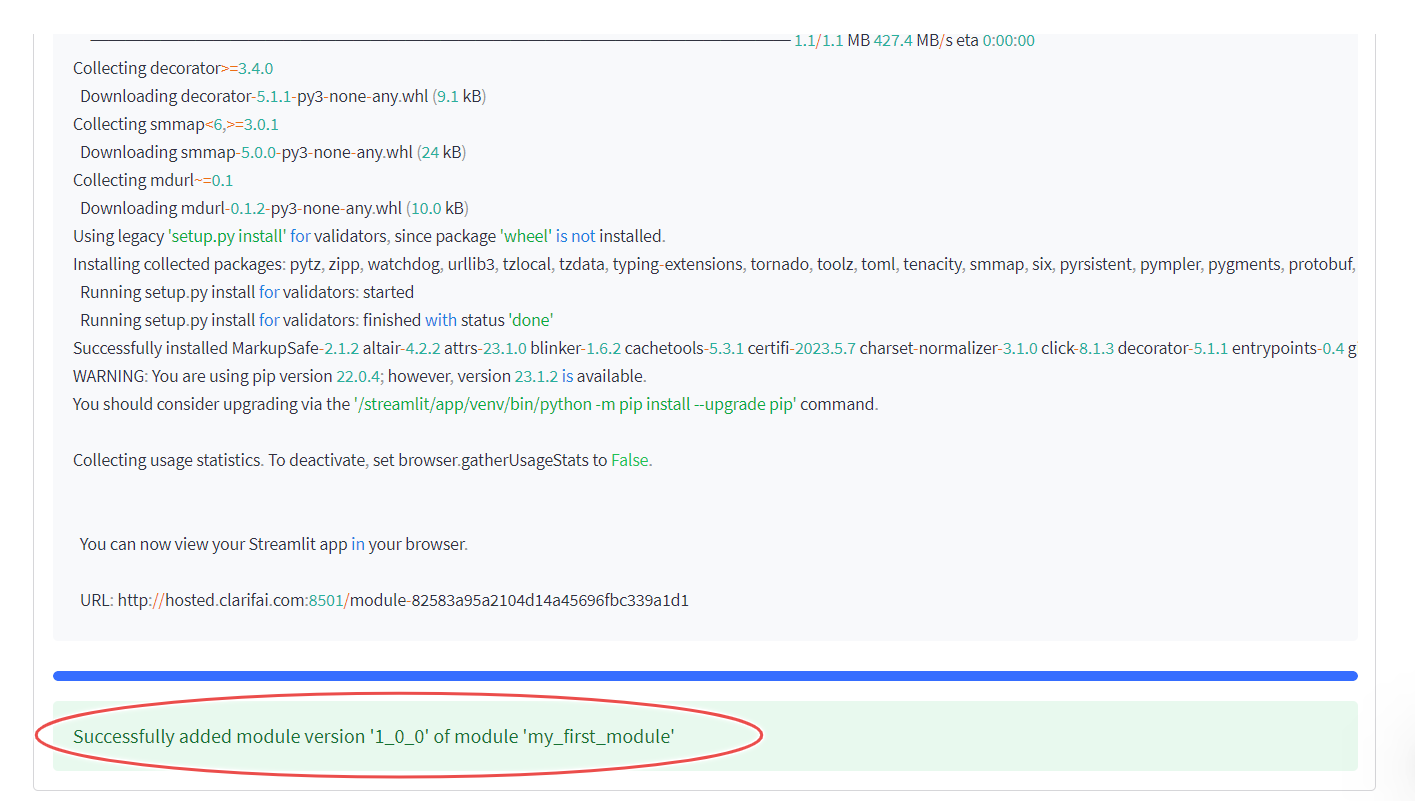 1.1/1.1 MB 427.4 MB/s eta 0:00:00
Collecting decorator>=3.4.0
Downloading decorator-5.1.1-py3-none-any.whl (9.1 kB)
Collecting smmap<6,>=3.0.1
Downloading smmap-5.0.0-py3-none-any.whl (24 kB)
Collecting mdurl~=0.1
Downloading mdurl-0.1.2-py3-none-any.whl (10.0 kB)
Using legacy 'setup.py install' for validators, since package 'wheel' is not installed.
Installing collected packages: pytz, zipp, watchdog, urllib3, tzlocal, tzdata, typing-extensions, tornado, toolz, toml, tenacity, smmap, six, pyrsistent, pympler, pygments, protobuf,
Running setup.py install for validators: started
Running setup.py install for validators: finished with status 'done'
Successfully installed MarkupSafe-2.1.2 altair-4.2.2 attrs-23.1.0 blinker-1.6.2 cachetools-5.3.1 certifi-2023.5.7 charset-normalizer-3.1.0 click-8.1.3 decorator-5.1.1 entrypoints-0.4 g
WARNING: You are using pip version 22.0.4; however, version 23.1.2 is available.
You should consider upgrading via the '/streamlit/app/venv/bin/python -m pip install --upgrade pip' command.
Collecting usage statistics. To deactivate, set browser.gatherUsageStats to False.
You can now view your Streamlit app in your browser.
URL: http://hosted.clarifai.com:8501/module-82583a95a2104d14a45696fbc339a1d1
Successfully added module version '1_0_0' of module 'my_first_module'